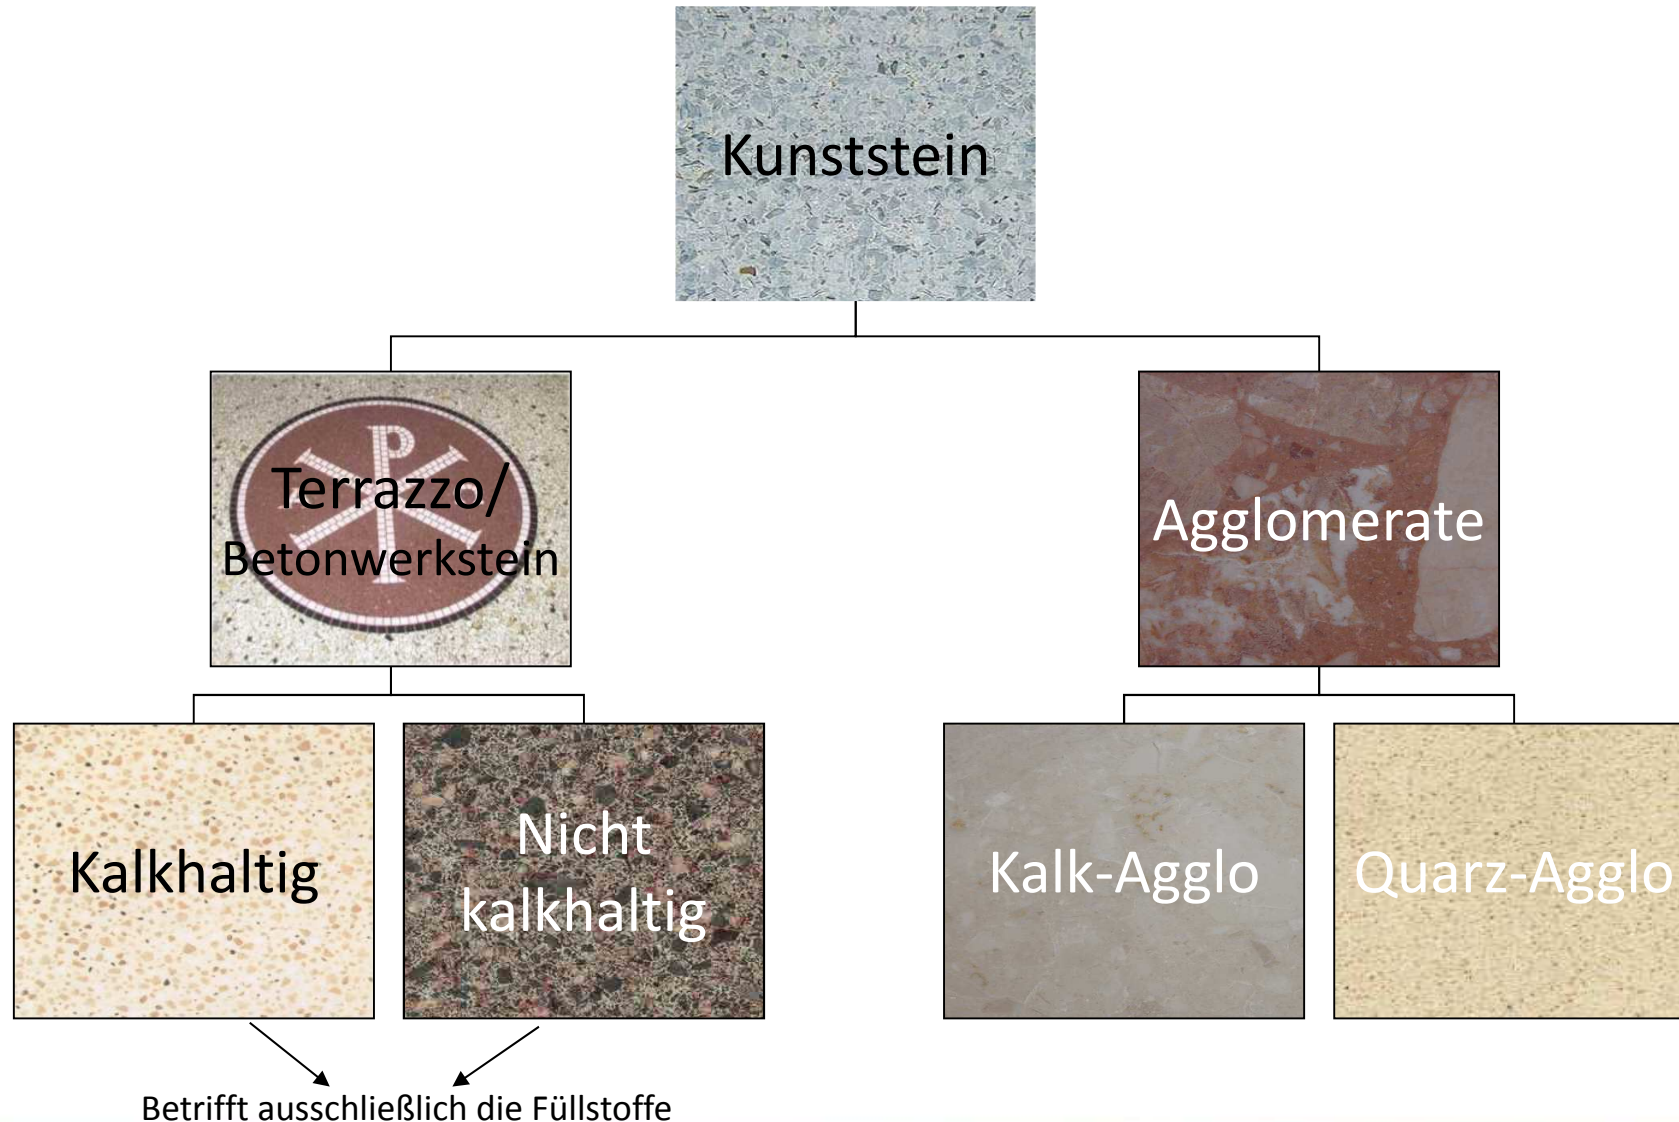 Kunststein
Terrazzo/
Betonwerkstein
Agglomerate
Kalkhaltig
Nicht
kalkhaltig
Kalk-Agglo
Quarz-Agglo
Betrifft ausschließlich die Füllstoffe